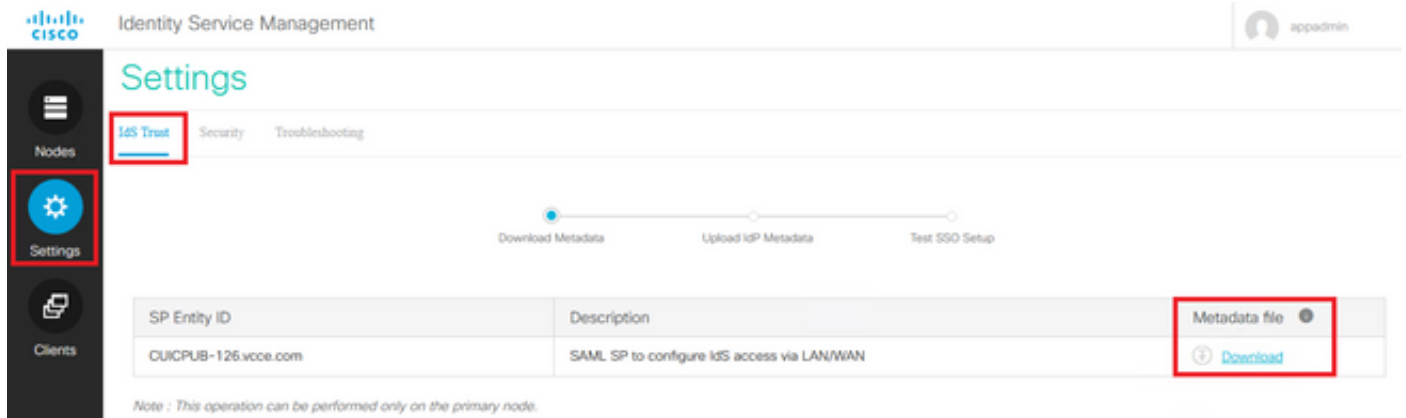 CISCO
Identity Service Management
appadmin
Settings
IdS Trust
Security
Troubleshooting
Nodes
Settings
Clients
Download Metadata
Upload IdP Metadata
Test SSO Setup
SP Entity ID
Description
Metadata file
CUICPUB-126.vcce.com
SAML SP to configure IdS access via LAN/WAN
Download
Note : This operation can be performed only on the primary node.